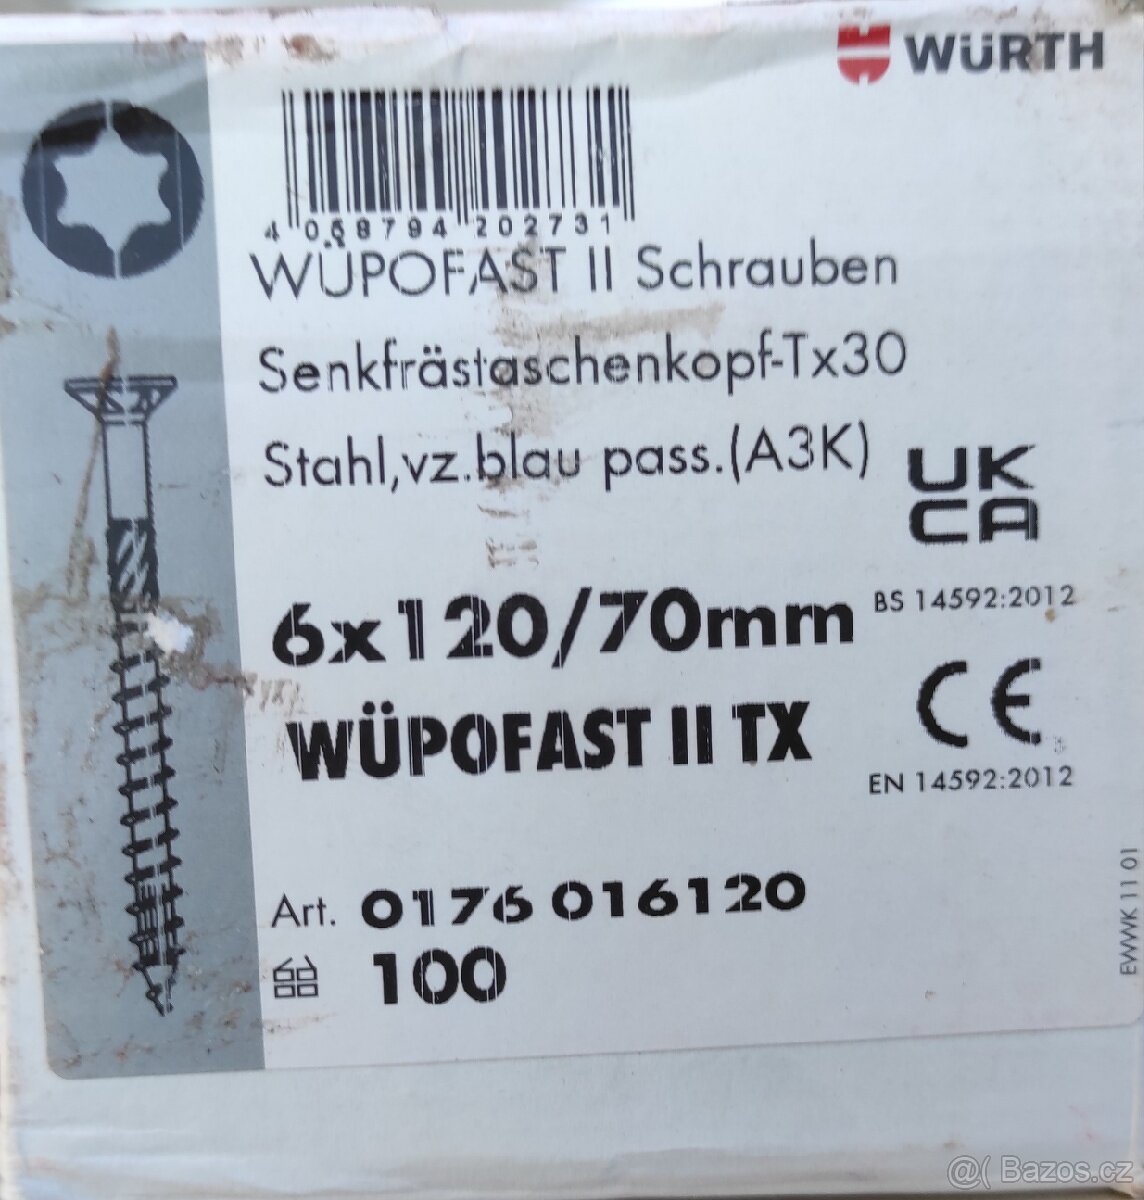 WÜRTH
4 058794 202731
WÜPOFAST II Schrauben
Senkfrästaschenkopf-Tx30
Stahl,vz.blau pass.(A3K)
UK
CA
BS 14592:2012
6x120/70mm
WÜPOFAST II TX
CE
EN 14592:2012
Art. 0176 016120
100
EWWK 11 01
@( Bazos.cz